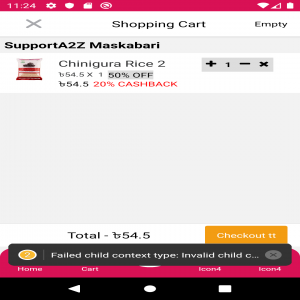 11:24
Shopping Cart Empty
SupportA2Z Maskabari
Chinigura Rice 2
৳54.5 X 1 50% OFF
1
৳54.5 20% CASHBACK
Total - ৳54.5 Checkout tt
Failed child context type: Invalid child c...
Home Cart Icon4 Icon4